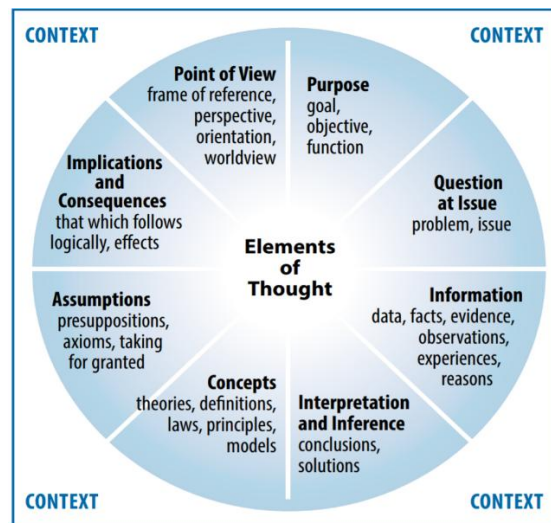 CONTEXT
CONTEXT
Point of View
frame of reference,
perspective,
orientation,
worldview
Purpose
goal,
objective,
function
Implications
and
Consequences
that which follows
logically, effects
Question
at Issue
problem, issue
Elements
of
Thought
Assumptions
presuppositions,
axioms, taking
for granted
Information
data, facts, evidence,
observations,
experiences,
reasons
Concepts
theories, definitions,
laws, principles,
models
Interpretation
and Inference
conclusions,
solutions
CONTEXT
CONTEXT